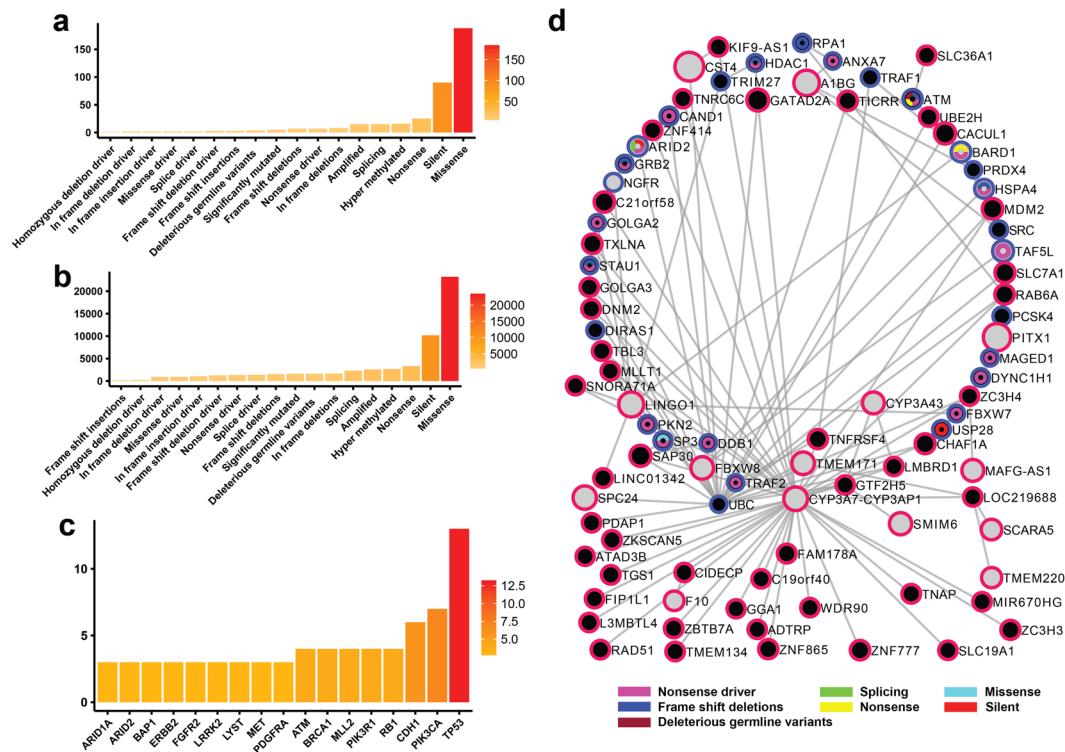 a
150
100
50
0
150
100
50
Homozygous deletion driver
In frame deletion driver
In frame insertion driver
Missense driver
Splice driver
Frame shift deletion driver
Frame shift insertions
Deleterious germline variants
Significantly mutated
Frame shift deletions
Nonsense driver
In frame deletions
Amplified
Splicing
Hyper methylated
Nonsense
Silent
Missense
b
20000
15000
10000
5000
0
20000
15000
10000
5000
Frame shift insertions
Homozygous deletion driver
In frame deletion driver
Missense driver
In frame insertion driver
Frame shift deletion driver
Nonsense driver
Splice driver
Frame shift deletions
Significantly mutated
Deleterious germline variants
In frame deletions
Splicing
Amplified
Hyper methylated
Nonsense
Silent
Missense
c
10
5
0
12.5
10.0
7.5
5.0
ARID1A
ARID2
BAP1
ERBB2
FGFR2
LRRK2
LYST
MET
PDGFRA
ATM
BRCA1
MLL2
PIK3R1
RB1
CDH1
PIK3CA
TP53
d
KIF9-AS1
RPA1
CST4
HDAC1
ANXA7
SLC36A1
TRIM27
A1BG
TRAF1
TNRC6C
GATAD2A
TICRR
ATM
CAND1
UBE2H
ZNF414
CACUL1
ARID2
BARD1
GRB2
PRDX4
NGFR
HSPA4
C21orf58
MDM2
GOLGA2
SRC
TXLNA
TAF5L
STAU1
SLC7A1
GOLGA3
RAB6A
DNM2
PCSK4
DIRAS1
PITX1
TBL3
MAGED1
MLLT1
DYNC1H1
SNORA71A
ZC3H4
LINGO1
CYP3A43
FBXW7
PKN2
USP28
SP3
DDB1
TNFRSF4
CHAF1A
SAP30
FBXW8
TMEM171
LMBRD1
MAFG-AS1
LINC01342
TRAF2
GTF2H5
SPC24
UBC
CYP3A7-CYP3AP1
LOC219688
PDAP1
SMIM6
SCARA5
ZKSCAN5
ATAD3B
FAM178A
TGS1
CIDECP
C19orf40
TMEM220
FIP1L1
F10
TNAP
MIR670HG
L3MBTL4
GGA1
WDR90
ZBTB7A
ADTRP
ZC3H3
RAD51
TMEM134
ZNF865
ZNF777
SLC19A1
Nonsense driver
Splicing
Missense
Frame shift deletions
Nonsense
Silent
Deleterious germline variants